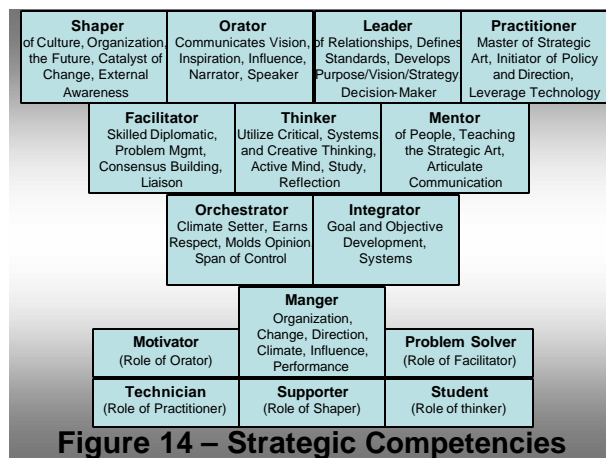 Shaper
of Culture, Organization,
the Future, Catalyst of
Change, External
Awareness
Orator
Communicates Vision,
Inspiration, Influence,
Narrator, Speaker
Leader
of Relationships, Defines
Standards, Develops
Purpose/Vision/Strategy
Decision-Maker
Practitioner
Master of Strategic
Art, Initiator of Policy
and Direction,
Leverage Technology
Facilitator
Skilled Diplomatic,
Problem Mgmt,
Consensus Building,
Liaison
Thinker
Utilize Critical, Systems,
and Creative Thinking,
Active Mind, Study,
Reflection
Mentor
of People, Teaching
the Strategic Art,
Articulate
Communication
Orchestrator
Climate Setter, Earns
Respect, Molds Opinion
Span of Control
Integrator
Goal and Objective
Development,
Systems
Manger
Organization,
Change, Direction,
Climate, Influence,
Performance
Motivator
(Role of Orator)
Problem Solver
(Role of Facilitator)
Technician
(Role of Practitioner)
Supporter
(Role of Shaper)
Student
(Role of thinker)
Figure 14 – Strategic Competencies